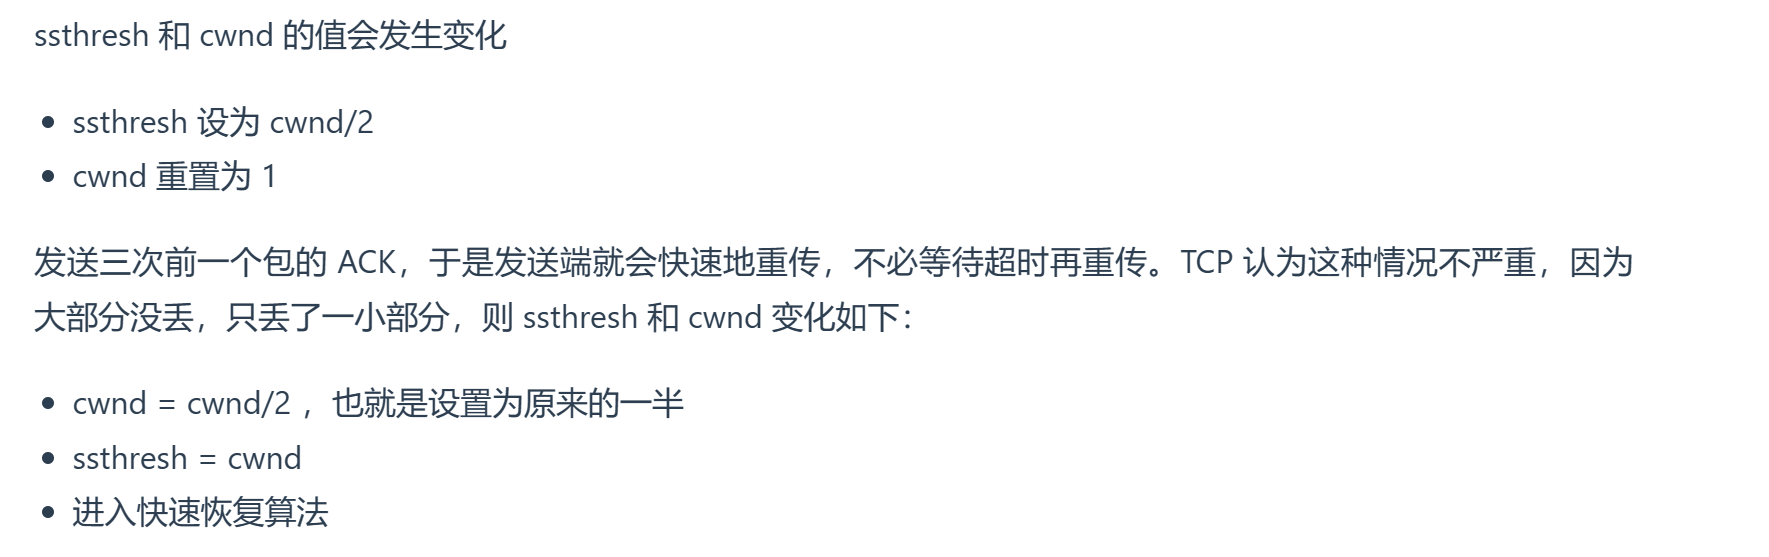 ssthresh 和 cwnd 的值会发生变化
• ssthresh 设为 cwnd/2
• cwnd 重置为 1
发送三次前一个包的 ACK，于是发送端就会快速地重传，不必等待超时再重传。TCP 认为这种情况不严重，因为
大部分没丢，只丢了一小部分，则 ssthresh 和 cwnd 变化如下：
• cwnd = cwnd/2 ，也就是设置为原来的一半
• ssthresh = cwnd
• 进入快速恢复算法